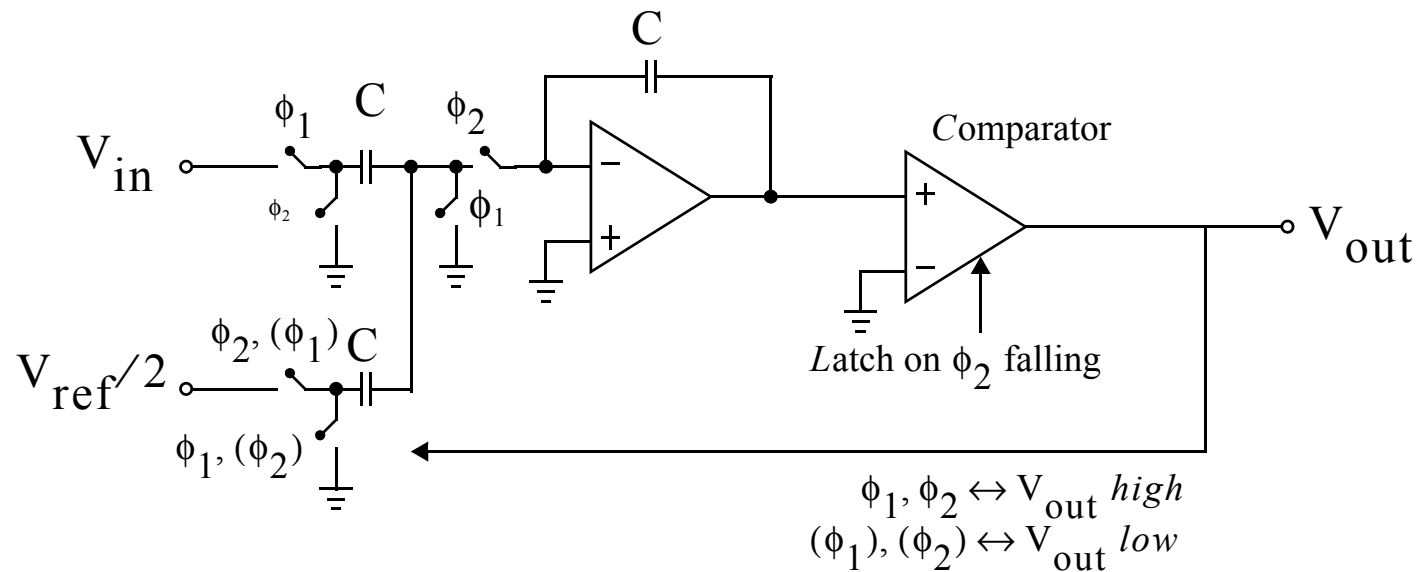 C
C
ϕ1
ϕ2
Comparator
Vin
−
+
ϕ2
ϕ1
+
−
Vout
Vref/2
ϕ2, (ϕ1)
C
Latch on ϕ2 falling
ϕ1, (ϕ2)
ϕ1, ϕ2 ↔ Vout high
(ϕ1), (ϕ2) ↔ Vout low